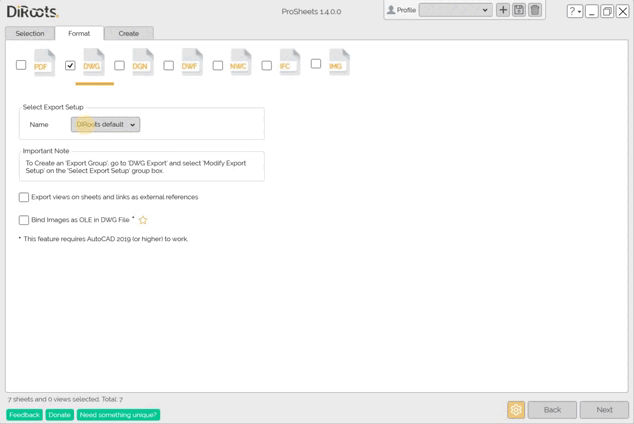 DiRoots.
ProSheets 1.4.0.0
Profile
?
Selection
Format
Create
PDF
DWG
DGN
DWF
NWC
IFC
IMG
Select Export Setup
Name
DiRoots default
Important Note
To Create an 'Export Group', go to 'DWG Export' and select 'Modify Export
Setup' on the 'Select Export Setup' group box.
Export views on sheets and links as external references
Bind Images as OLE in DWG File *
* This feature requires AutoCAD 2019 (or higher) to work.
7 sheets and 0 views selected. Total: 7
Feedback
Donate
Need something unique?
Back
Next